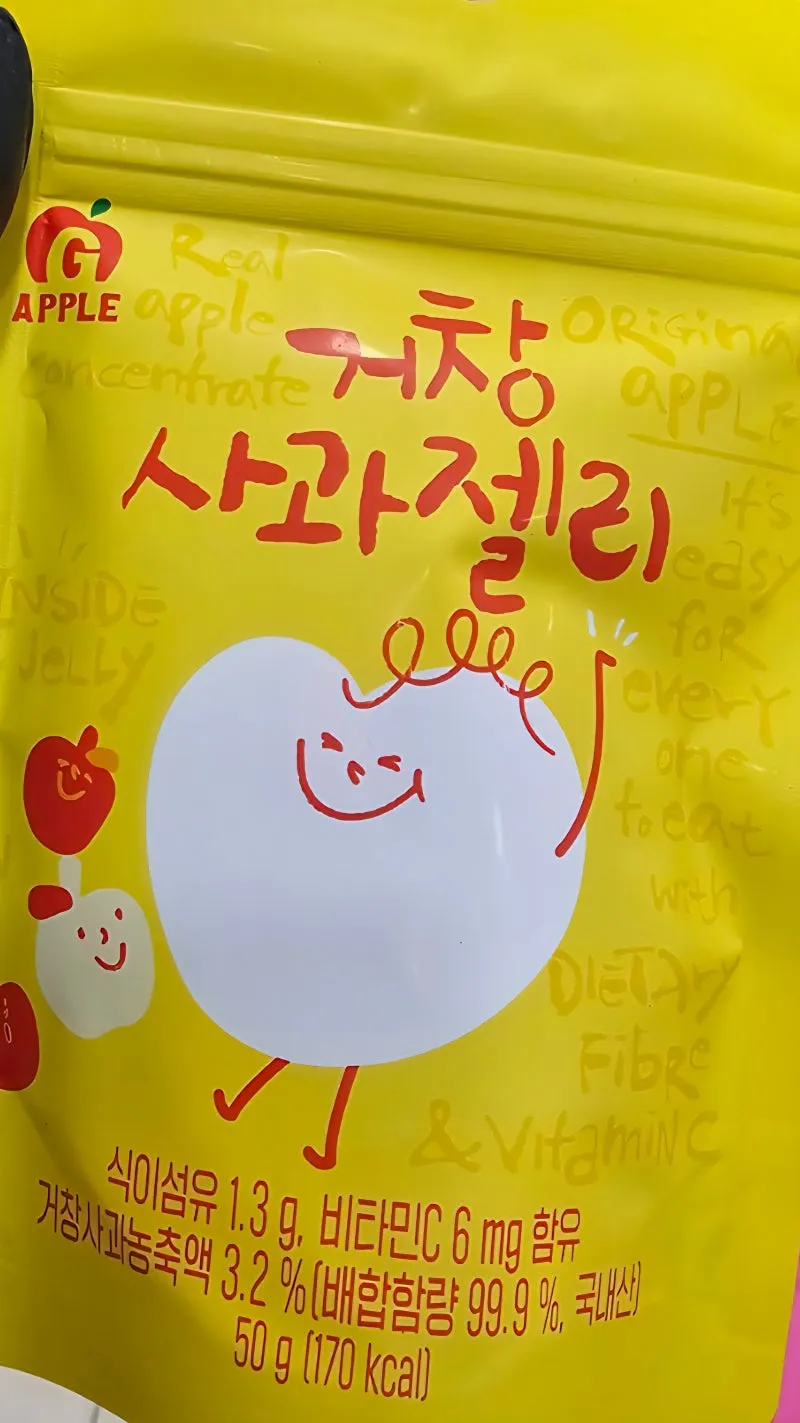 G
APPLE
Real
apple
concentrate
거창
사과젤리
ORiGiNa
aPPLe
It's
easy
foR
eveRY
one
to eat
with
DIETARY
FibRe
& VitamiN C
NSIDE
JeLLY
식이섬유 1.3 g, 비타민C 6 mg 함유
거창사과농축액 3.2 % (배합함량 99.9 %, 국내산)
50 g (170 kcal)